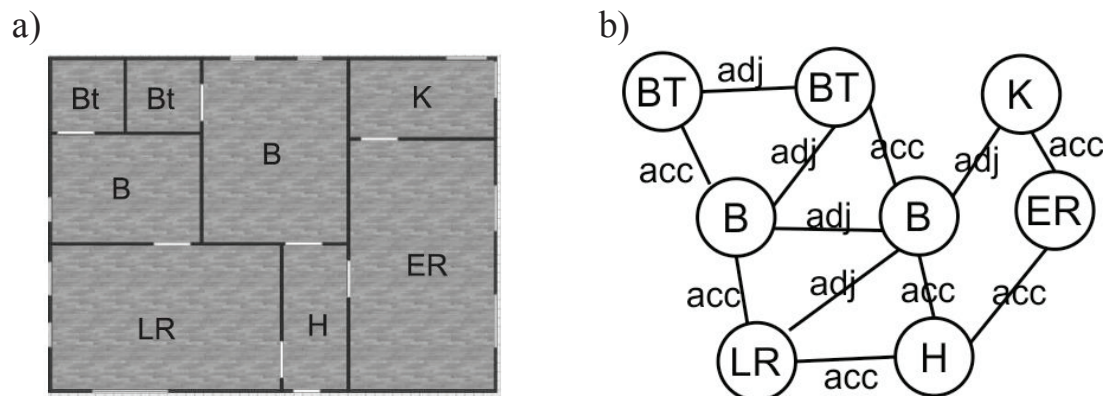 a)
Bt Bt B K
B
ER
LR H
b)
BT adj BT K
acc adj acc adj acc
B adj B ER
acc adj acc acc
LR acc H